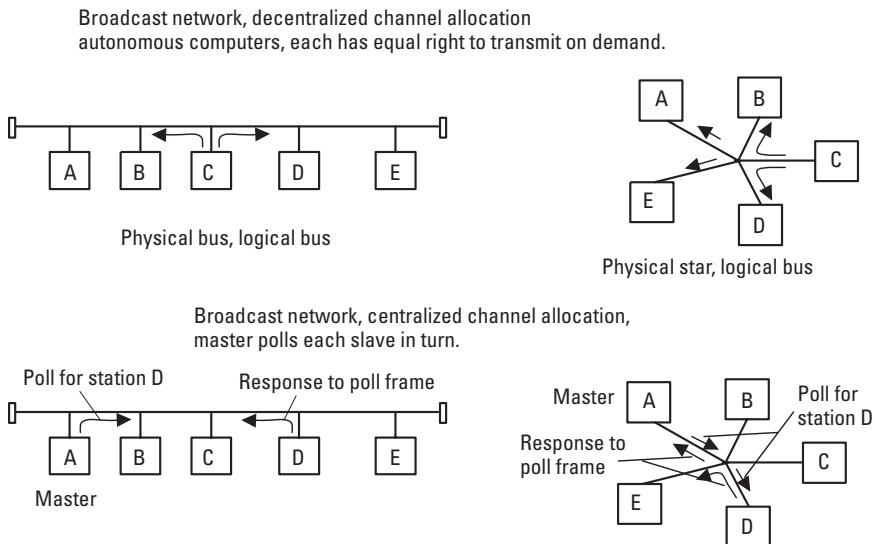 Broadcast network, decentralized channel allocation
autonomous computers, each has equal right to transmit on demand.
A
B
C
D
E
Physical bus, logical bus
A
B
C
D
E
Physical star, logical bus
Broadcast network, centralized channel allocation,
master polls each slave in turn.
Poll for station D
Response to poll frame
A
B
C
D
E
Master
Master
A
B
Poll for
station D
Response to
poll frame
C
E
D